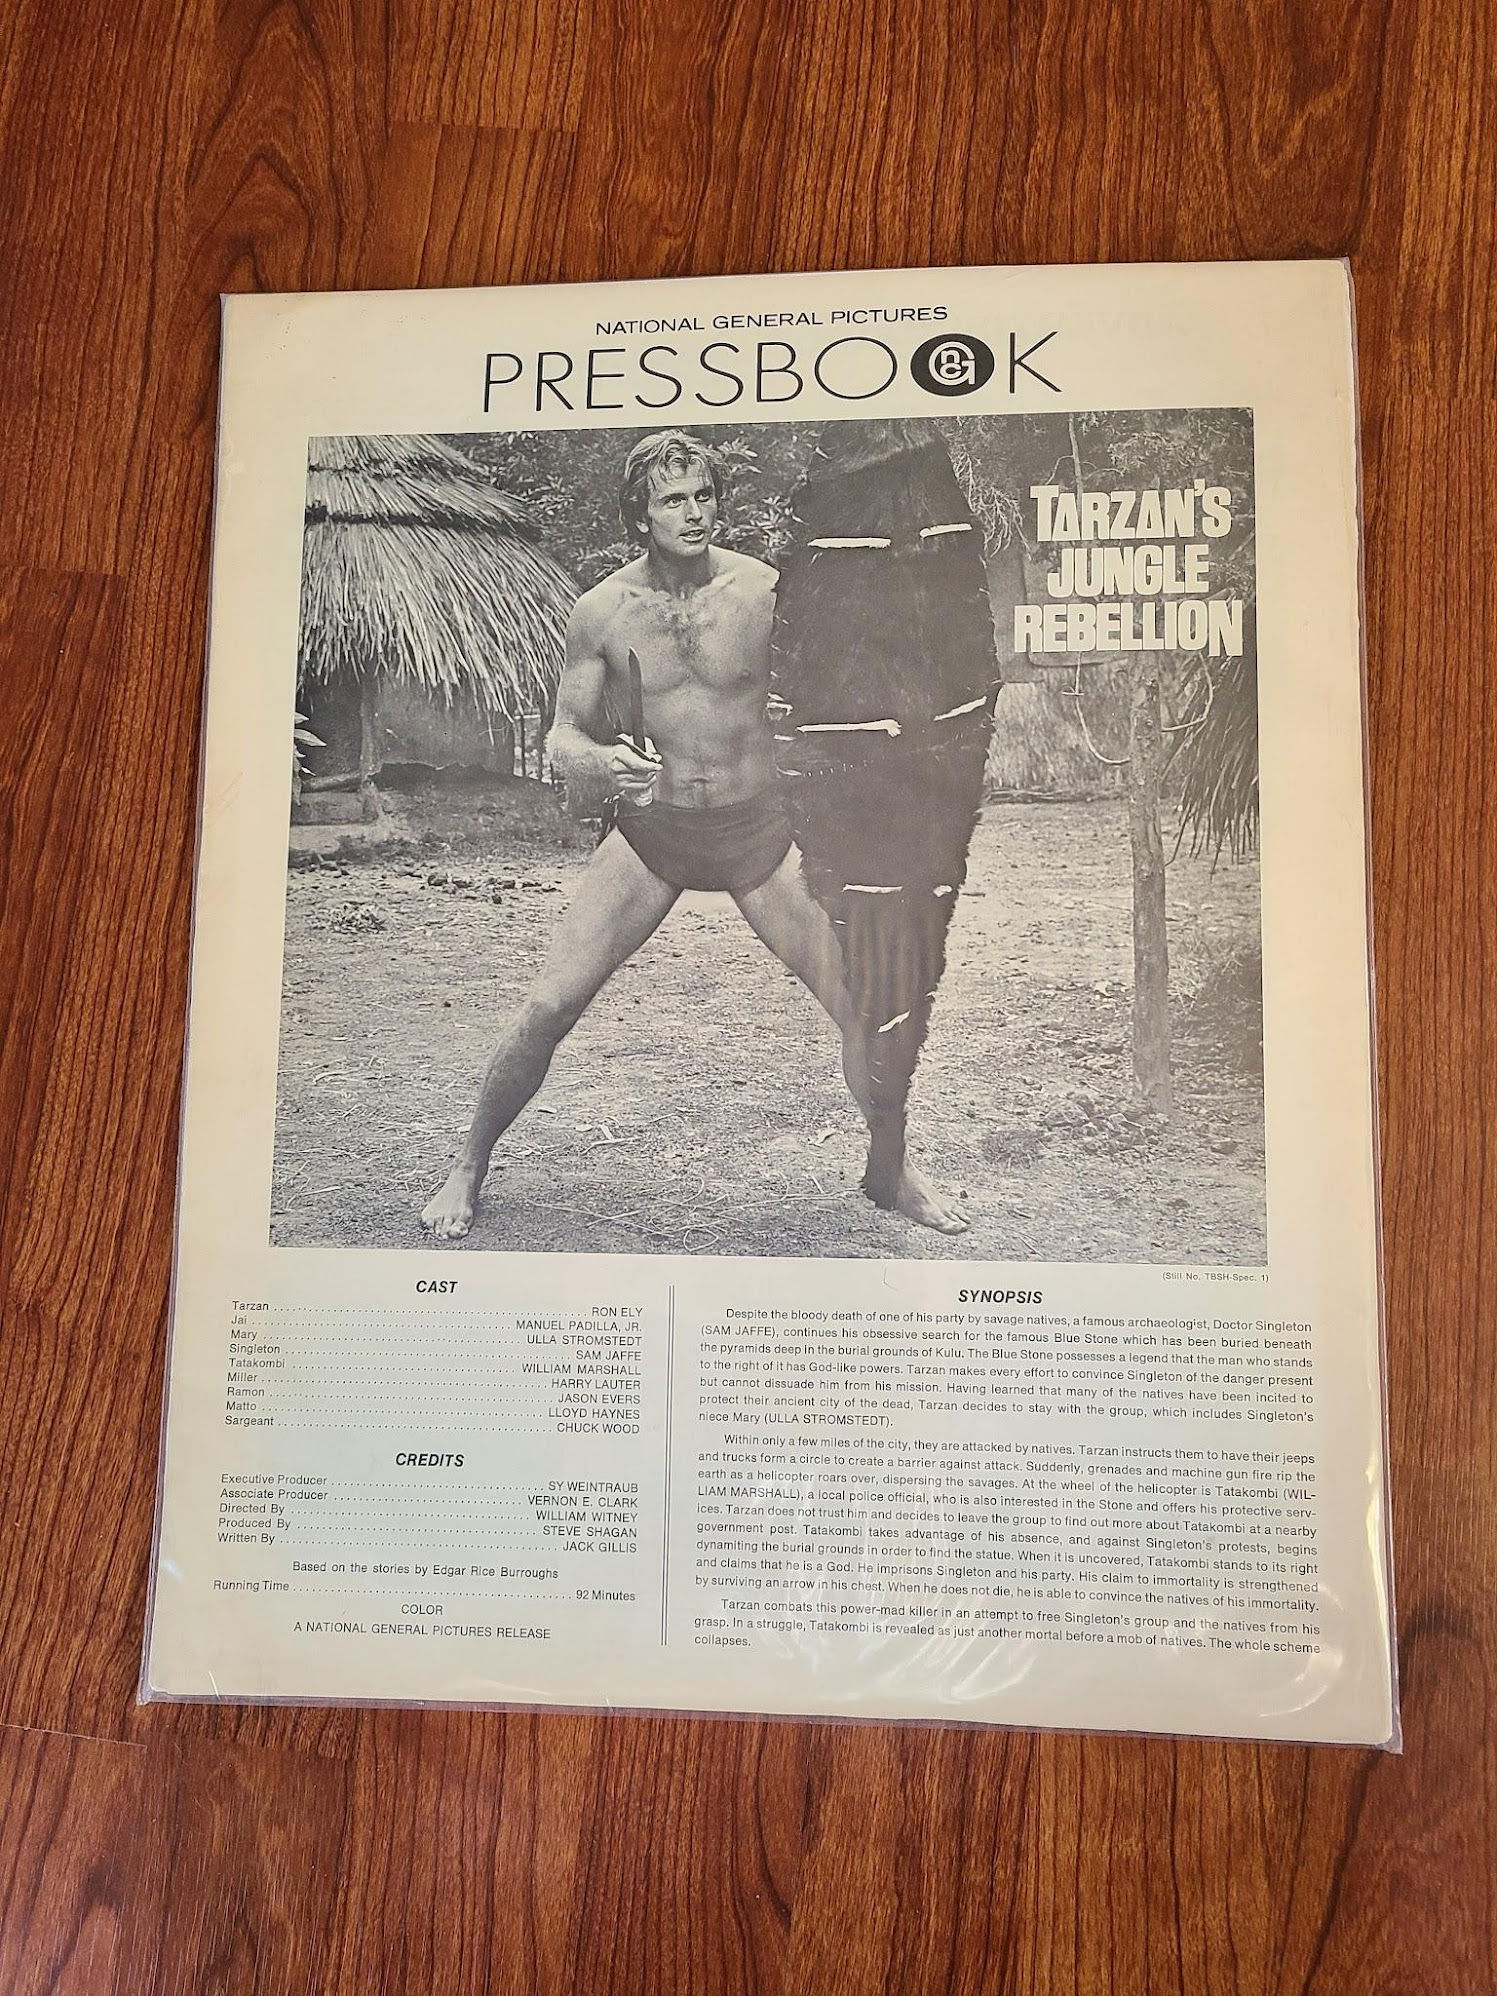 NATIONAL GENERAL PICTURES
PRESSBOOK
TARZAN'S
JUNGLE
REBELLION
(Still No. TBSH-Spec. 1)
CAST
Tarzan ........ RON ELY
Jai ........ MANUEL PADILLA, JR.
Mary ........ ULLA STROMSTEDT
Singleton ........ SAM JAFFE
Tatakombi ........ WILLIAM MARSHALL
Miller ........ HARRY LAUTER
Ramon ........ JASON EVERS
Matto ........ LLOYD HAYNES
Sargeant ........ CHUCK WOOD
CREDITS
Executive Producer ........ SY WEINTRAUB
Associate Producer ........ VERNON E. CLARK
Directed By ........ WILLIAM WITNEY
Produced By ........ STEVE SHAGAN
Written By ........ JACK GILLIS
Based on the stories by Edgar Rice Burroughs
Running Time ........ 92 Minutes
COLOR
A NATIONAL GENERAL PICTURES RELEASE
SYNOPSIS
Despite the bloody death of one of his party by savage natives, a famous archaeologist, Doctor Singleton
(SAM JAFFE), continues his obsessive search for the famous Blue Stone which has been buried beneath
the pyramids deep in the burial grounds of Kulu. The Blue Stone possesses a legend that the man who stands
to the right of it has God-like powers. Tarzan makes every effort to convince Singleton of the danger present
but cannot dissuade him from his mission. Having learned that many of the natives have been incited to
protect their ancient city of the dead, Tarzan decides to stay with the group, which includes Singleton's
niece Mary (ULLA STROMSTEDT).
Within only a few miles of the city, they are attacked by natives. Tarzan instructs them to have their jeeps
and trucks form a circle to create a barrier against attack. Suddenly, grenades and machine gun fire rip the
earth as a helicopter roars over, dispersing the savages. At the wheel of the helicopter is Tatakombi (WIL-
LIAM MARSHALL), a local police official, who is also interested in the Stone and offers his protective serv-
ices. Tarzan does not trust him and decides to leave the group to find out more about Tatakombi at a nearby
government post. Tatakombi takes advantage of his absence, and against Singleton's protests, begins
dynamiting the burial grounds in order to find the statue. When it is uncovered, Tatakombi stands to its right
and claims that he is a God. He imprisons Singleton and his party. His claim to immortality is strengthened
by surviving an arrow in his chest. When he does not die, he is able to convince the natives of his immortality.
Tarzan combats this power-mad killer in an attempt to free Singleton's group and the natives from his
grasp. In a struggle, Tatakombi is revealed as just another mortal before a mob of natives. The whole scheme
collapses.